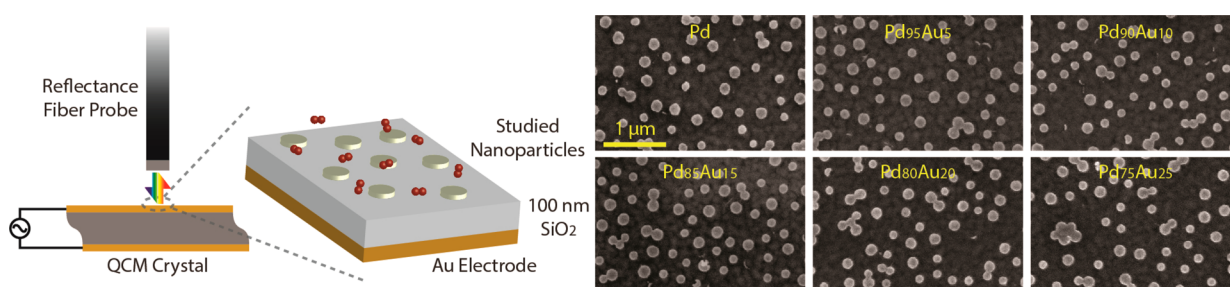 Reflectance
Fiber Probe
QCM Crystal
Studied
Nanoparticles
100 nm
SiO2
Au Electrode
Pd
Pd95Au5
Pd90Au10
1 µm
Pd85Au15
Pd80Au20
Pd75Au25